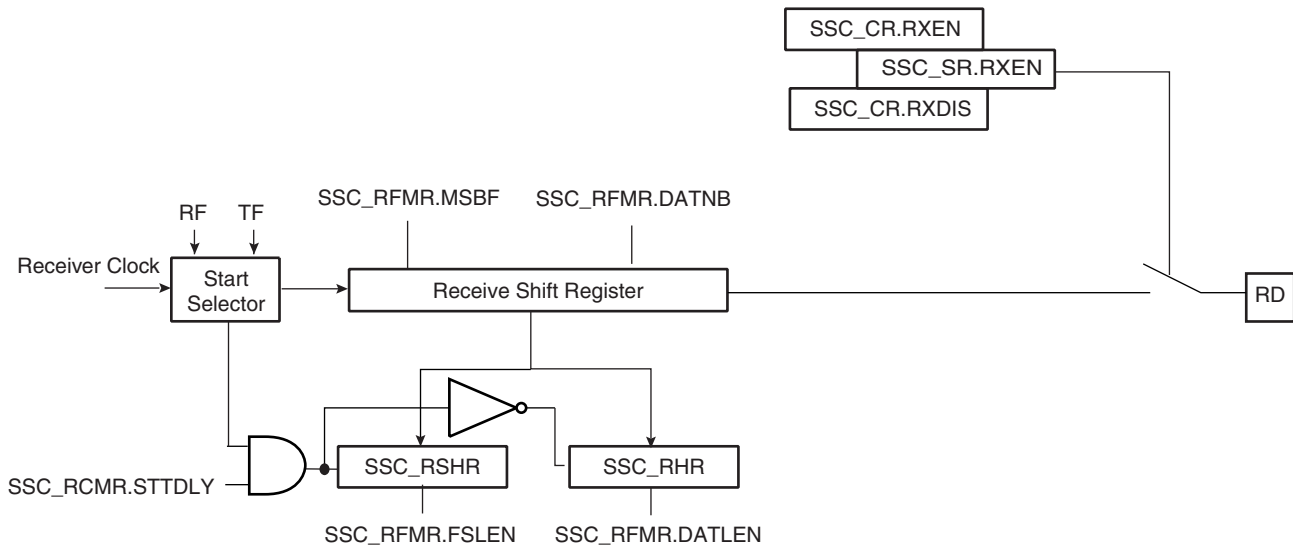 SSC_CR.RXEN
SSC_SR.RXEN
SSC_CR.RXDIS
SSC_RFMR.MSBF
SSC_RFMR.DATNB
RF
TF
Receiver Clock
Start
Selector
Receive Shift Register
RD
SSC_RSHR
SSC_RHR
SSC_RCMR.STTDLY
SSC_RFMR.FSLEN
SSC_RFMR.DATLEN